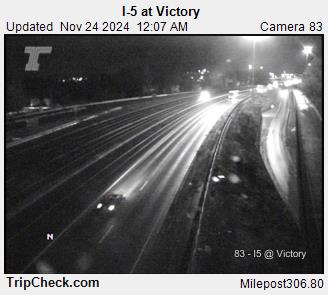 I-5 at Victory
Updated Nov 24 2024 12:07 AM Camera 83
T
N
83 - I5 @ Victory
TripCheck.com Milepost306.80